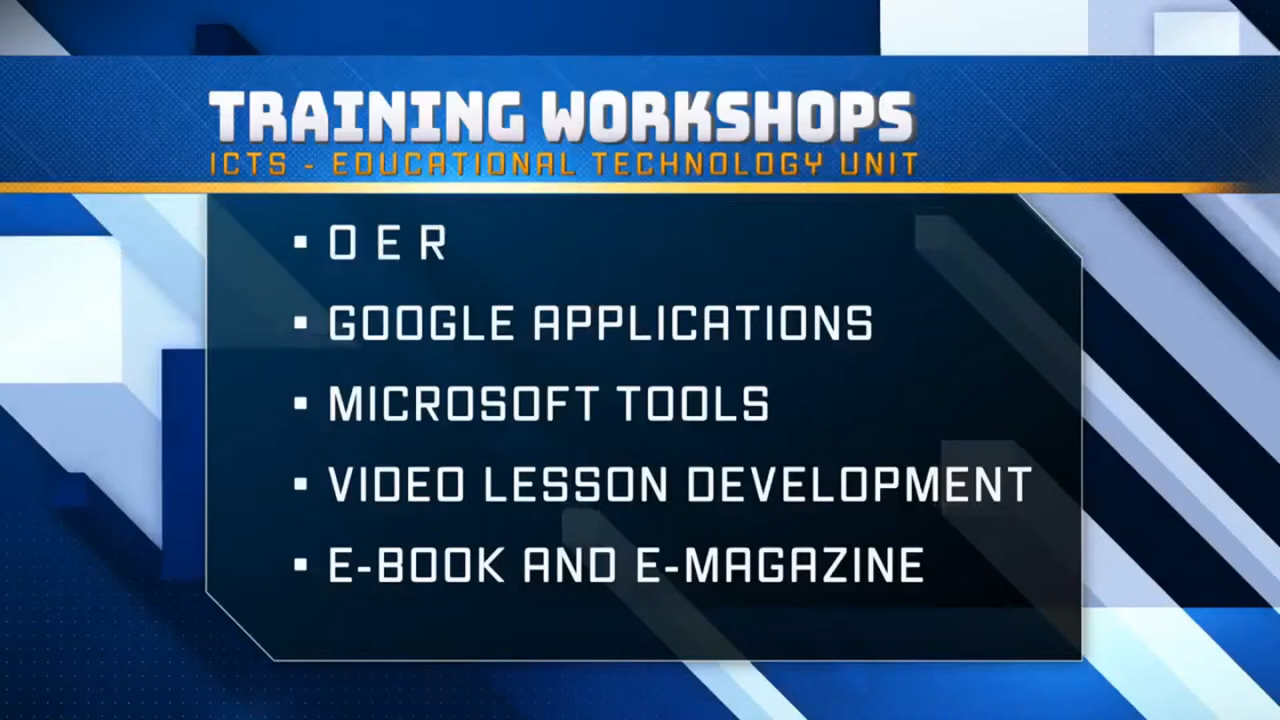 TRAINING WORKSHOPS
ICTS - EDUCATIONAL TECHNOLOGY UNIT
▪ O E R
▪ GOOGLE APPLICATIONS
▪ MICROSOFT TOOLS
▪ VIDEO LESSON DEVELOPMENT
▪ E-BOOK AND E-MAGAZINE